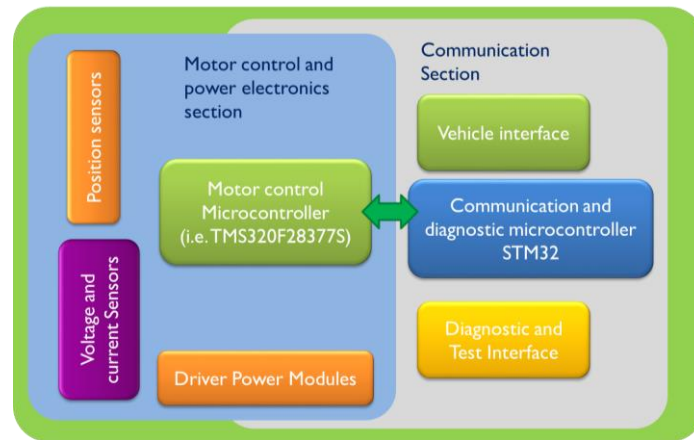 Position sensors
Voltage and
current Sensors
Motor control and
power electronics
section
Motor control
Microcontroller
(i.e. TMS320F28377S)
Driver Power Modules
Communication
Section
Vehicle interface
Communication and
diagnostic microcontroller
STM32
Diagnostic and
Test Interface